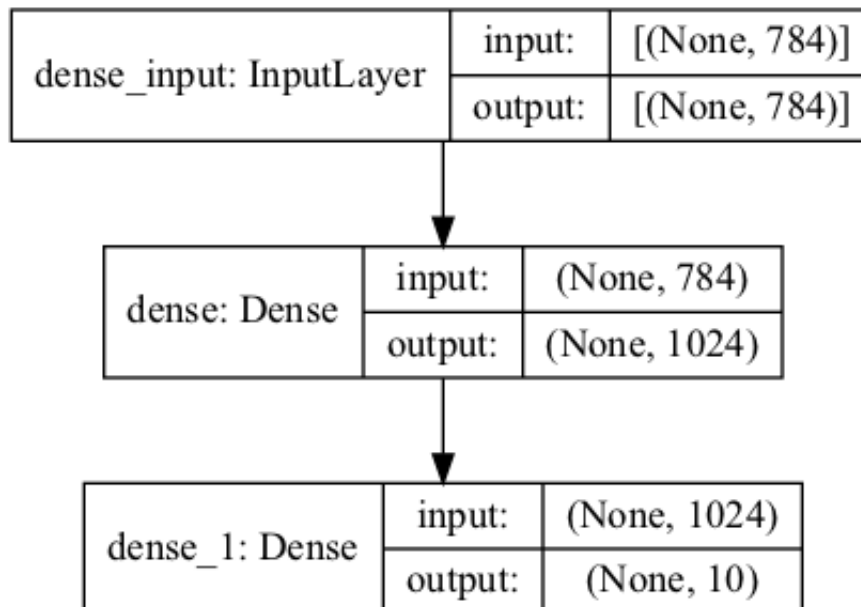 dense_input: InputLayer
input: [(None, 784)]
output: [(None, 784)]
dense: Dense
input: (None, 784)
output: (None, 1024)
dense_1: Dense
input: (None, 1024)
output: (None, 10)